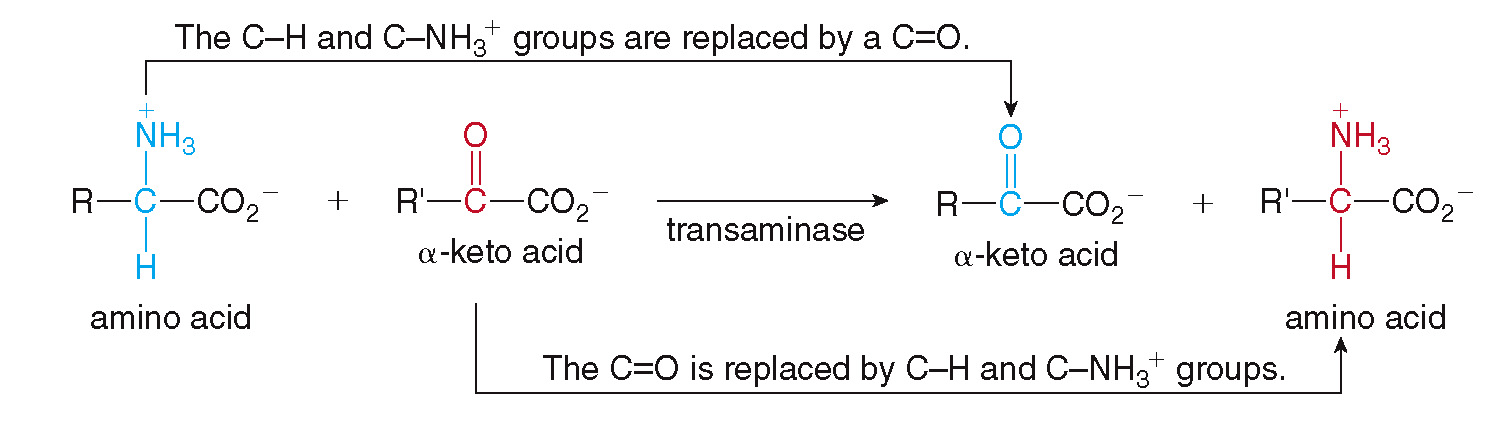 The C–H and C–NH₃⁺ groups are replaced by a C=O.
+ O O +
NH₃ NH₃
R—C—CO₂⁻ + R'—C—CO₂⁻ R—C—CO₂⁻ + R'—C—CO₂⁻
transaminase
α-keto acid α-keto acid
H H
amino acid amino acid
The C=O is replaced by C–H and C–NH₃⁺ groups.